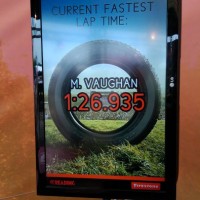 CURRENT FASTEST
LAP TIME:
M. VAUGHAN
1:26.935
Firestone